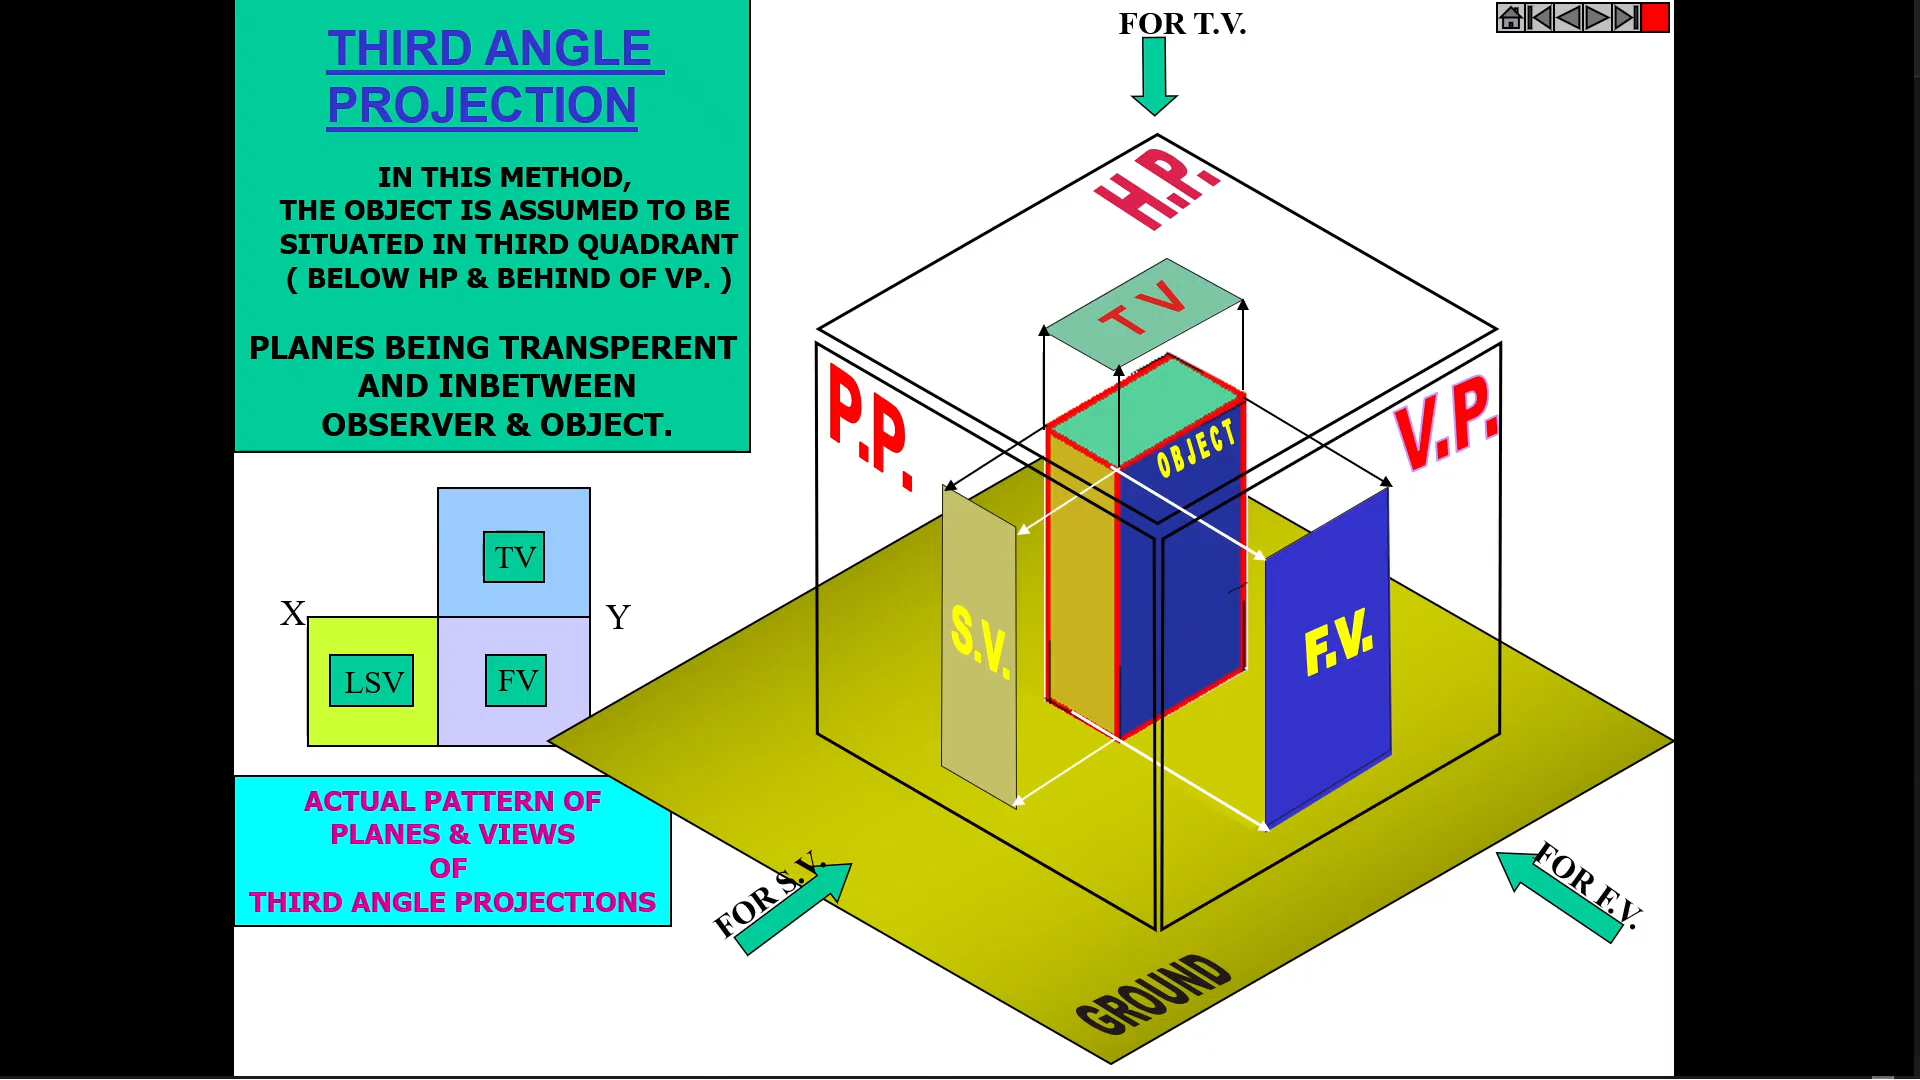 THIRD ANGLE
PROJECTION
IN THIS METHOD,
THE OBJECT IS ASSUMED TO BE
SITUATED IN THIRD QUADRANT
( BELOW HP & BEHIND OF VP. )
PLANES BEING TRANSPERENT
AND INBETWEEN
OBSERVER & OBJECT.
TV
X
Y
LSV
FV
ACTUAL PATTERN OF
PLANES & VIEWS
OF
THIRD ANGLE PROJECTIONS
FOR T.V.
H.P.
T V
P.P.
V.P.
OBJECT
S.V.
F.V.
FOR S.V.
FOR F.V.
GROUND